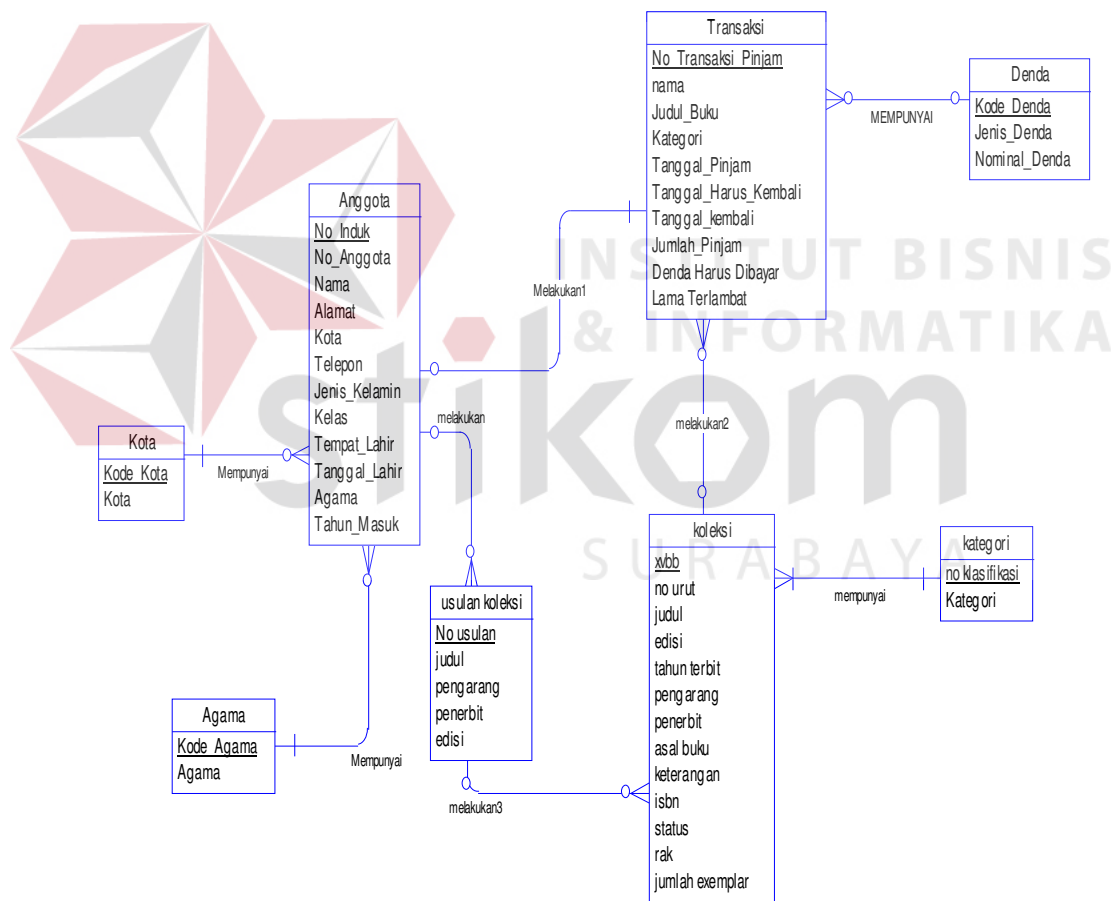 Transaksi
No_Transaksi_Pinjam
nama
Judul_Buku
Kategori
Tanggal_Pinjam
Tanggal_Harus_Kembali
Tanggal_kembali
Jumlah_Pinjam
Denda Harus Dibayar
Lama Terlambat
MEMPUNYAI
Denda
Kode_Denda
Jenis_Denda
Nominal_Denda
Anggota
No_Induk
No_Anggota
Nama
Alamat
Kota
Telepon
Jenis_Kelamin
Kelas
Tempat_Lahir
Tanggal_Lahir
Agama
Tahun_Masuk
Melakukan1
melakukan
melakukan2
INSTITUT BISNIS
& INFORMATIKA
stikom
SURABAYA
Kota
Kode_Kota
Kota
Mempunyai
koleksi
xvbb
no urut
judul
edisi
tahun terbit
pengarang
penerbit
asal buku
keterangan
isbn
status
rak
jumlah exemplar
mempunyai
kategori
no klasifikasi
Kategori
usulan koleksi
No usulan
judul
pengarang
penerbit
edisi
melakukan3
Agama
Kode_Agama
Agama
Mempunyai